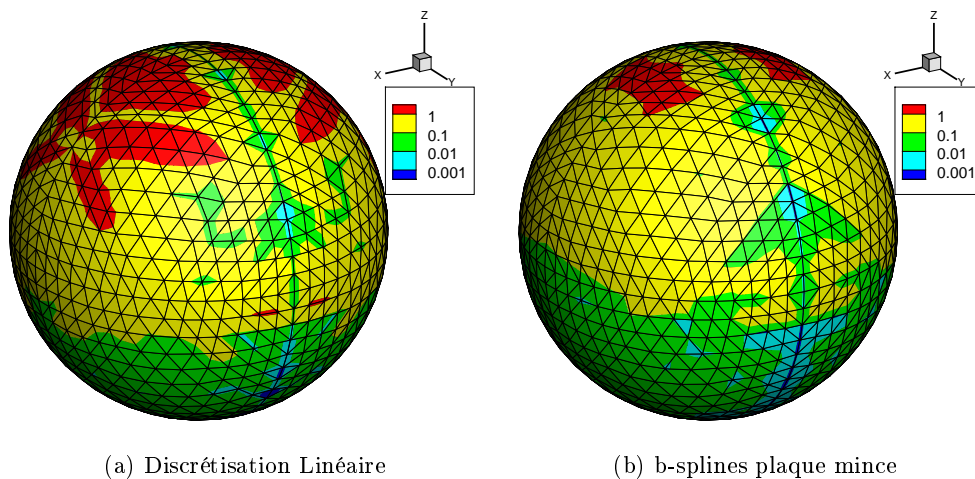 Z
X
Y
1
0.1
0.01
0.001
Z
X
Y
1
0.1
0.01
0.001
(a) Discrétisation Linéaire
(b) b-splines plaque mince